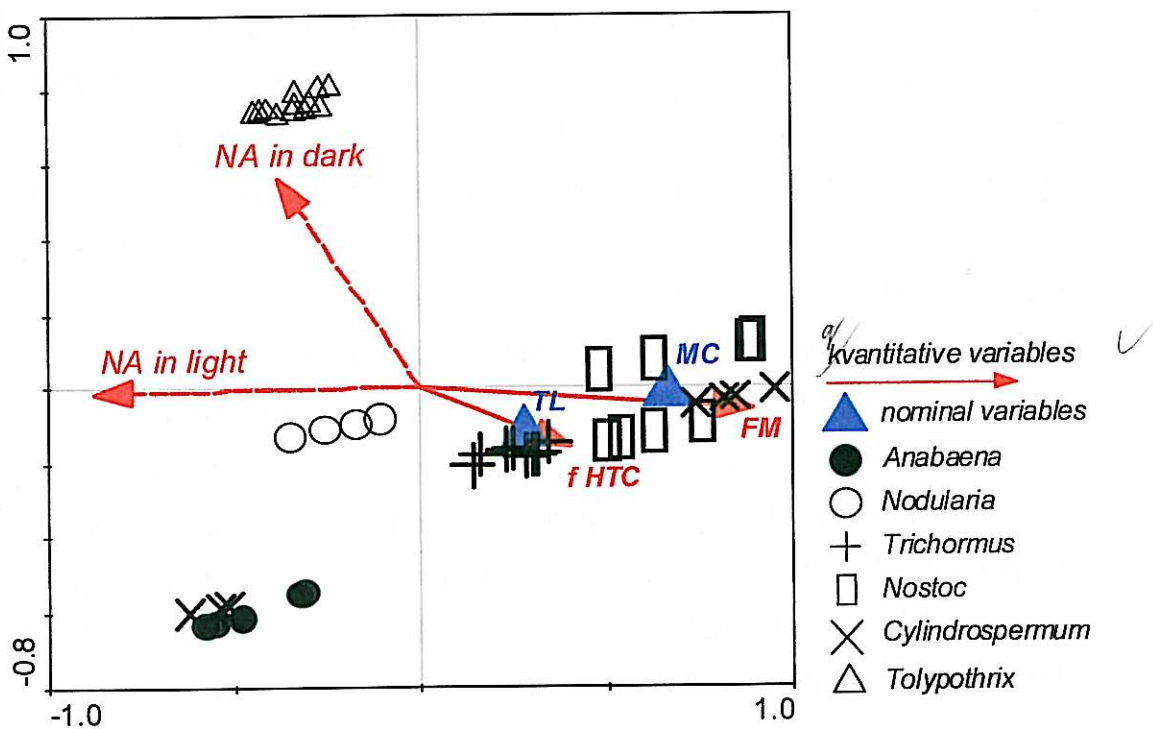 1.0
NA in dark
NA in light
MC
TL
FM
f HTC
-0.8
-1.0
1.0
q/
kvantitative variables
nominal variables
Anabaena
Nodularia
Trichormus
Nostoc
Cylindrospermum
Tolypothrix